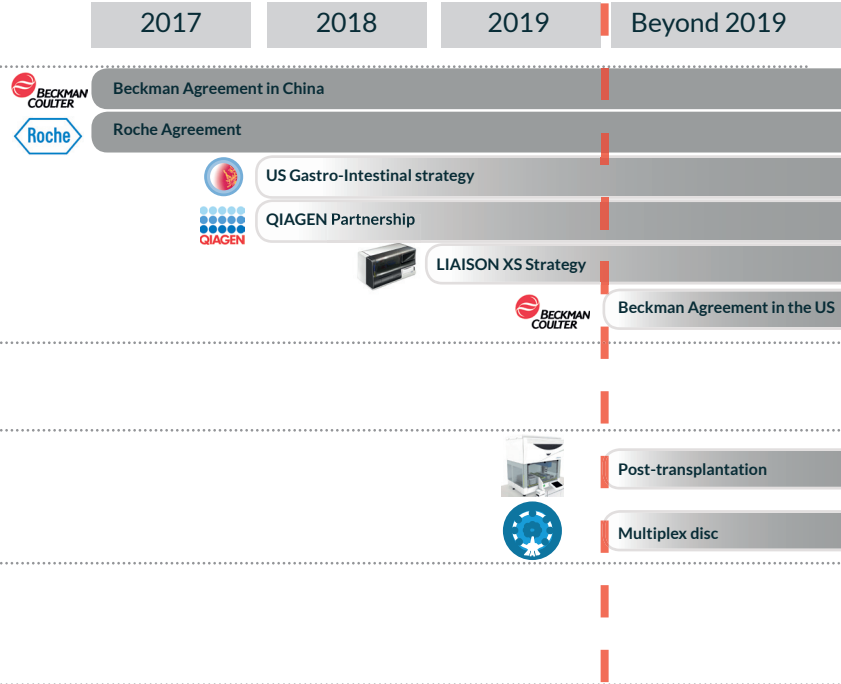 2017 2018 2019 Beyond 2019
BECKMAN
COULTER
Beckman Agreement in China
Roche
Roche Agreement
US Gastro-Intestinal strategy
QIAGEN
QIAGEN Partnership
LIAISON XS Strategy
BECKMAN
COULTER
Beckman Agreement in the US
Post-transplantation
Multiplex disc